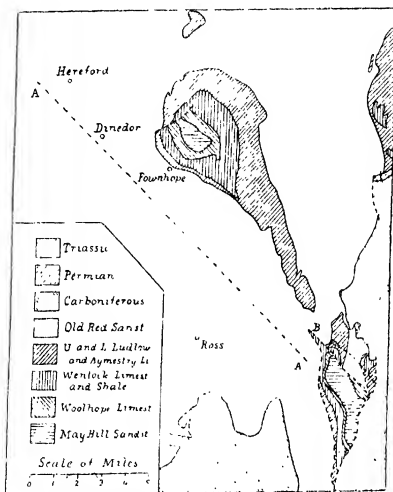 Hereford
A
Dinedor
Fownhope
Triassic
Permian
Carboniferous
Old Red Sanst
U and L Ludlow
and Aymestry Li
Wenlock Limest
and Shale
Woolhope Limest
May Hill Sandst
Scale of Miles
0 1 2 3 4 5
Ross
A
B